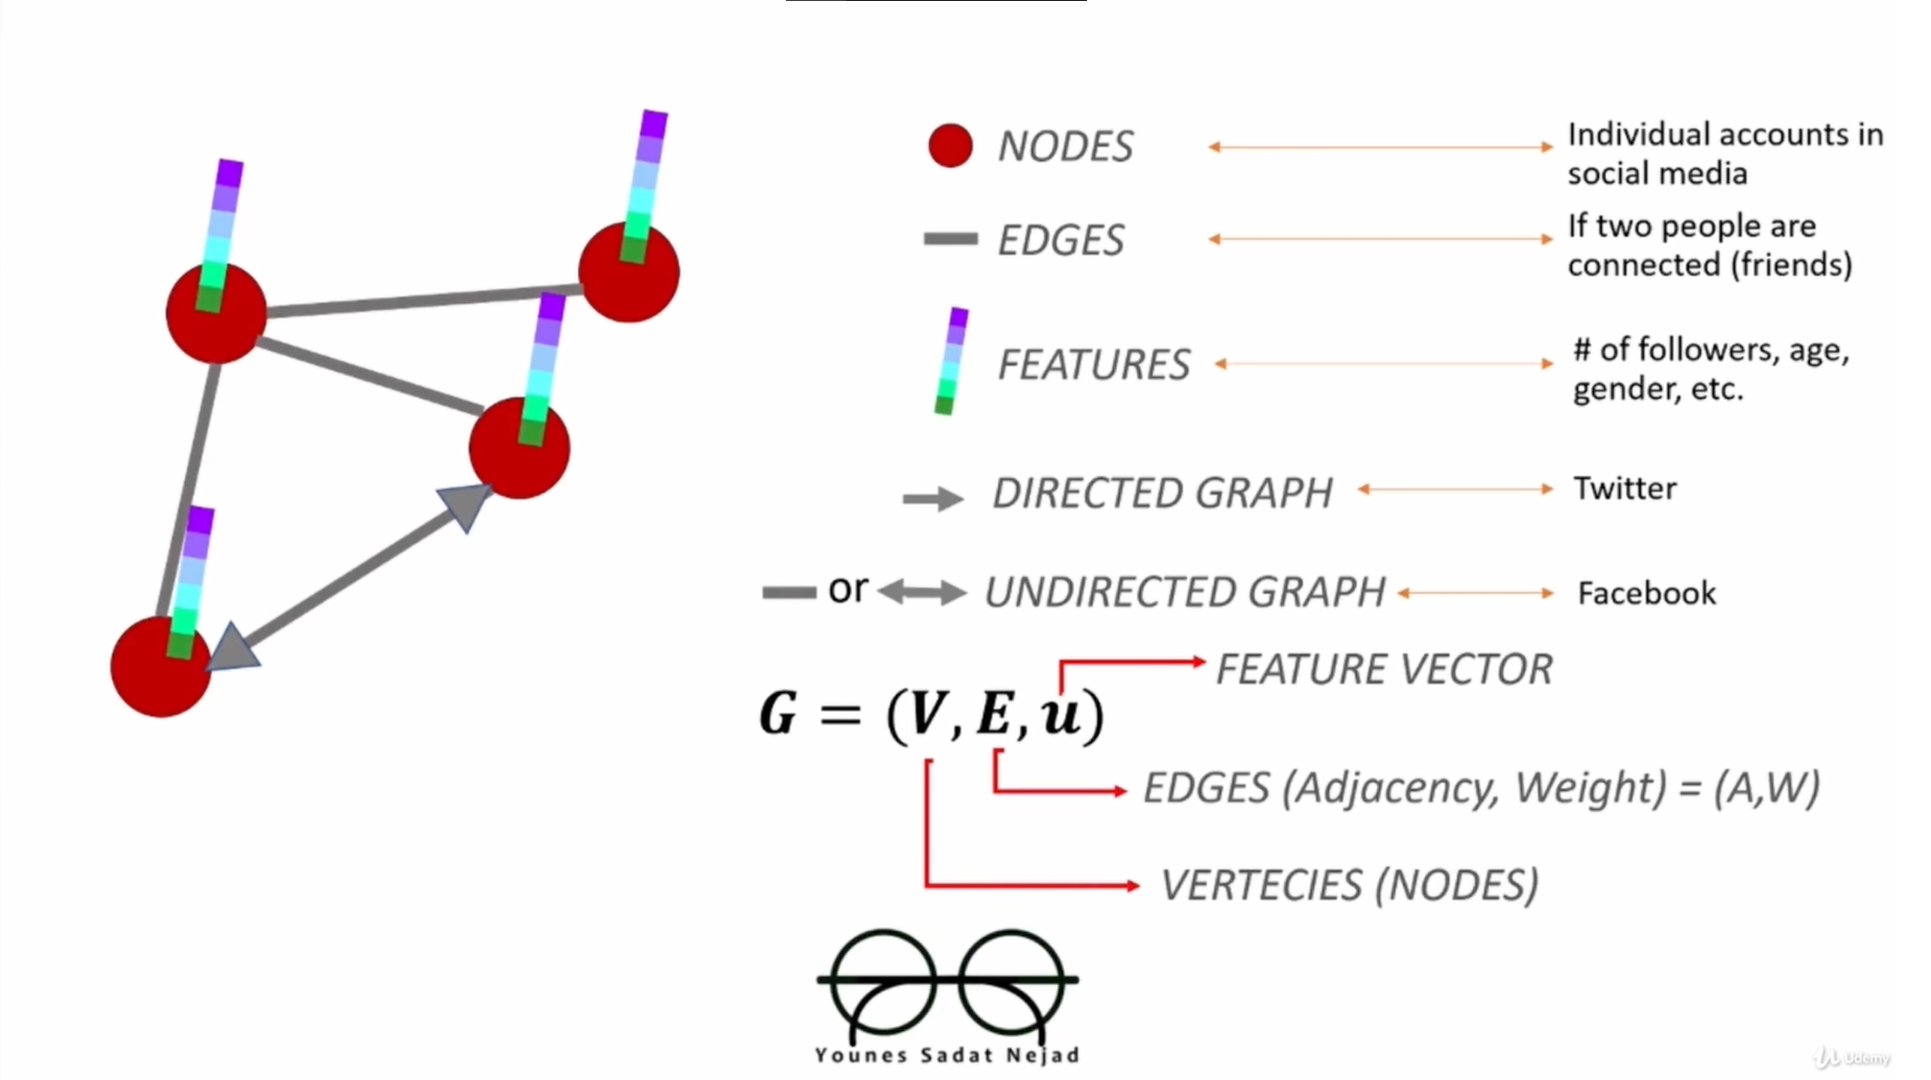 NODES
Individual accounts in
social media
EDGES
If two people are
connected (friends)
FEATURES
# of followers, age,
gender, etc.
DIRECTED GRAPH
Twitter
or
UNDIRECTED GRAPH
Facebook
FEATURE VECTOR
G = (V, E, u)
EDGES (Adjacency, Weight) = (A,W)
VERTECIES (NODES)
Younes Sadat Nejad
Udemy